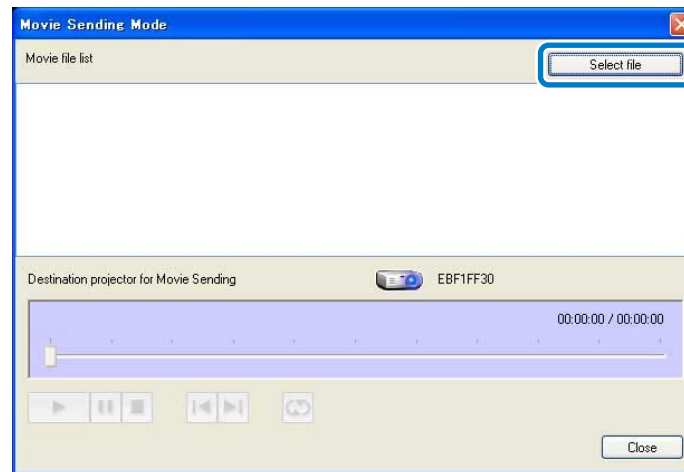 Movie Sending Mode
Movie file list
Select file
Destination projector for Movie Sending
EBF1FF30
00:00:00 / 00:00:00
Close